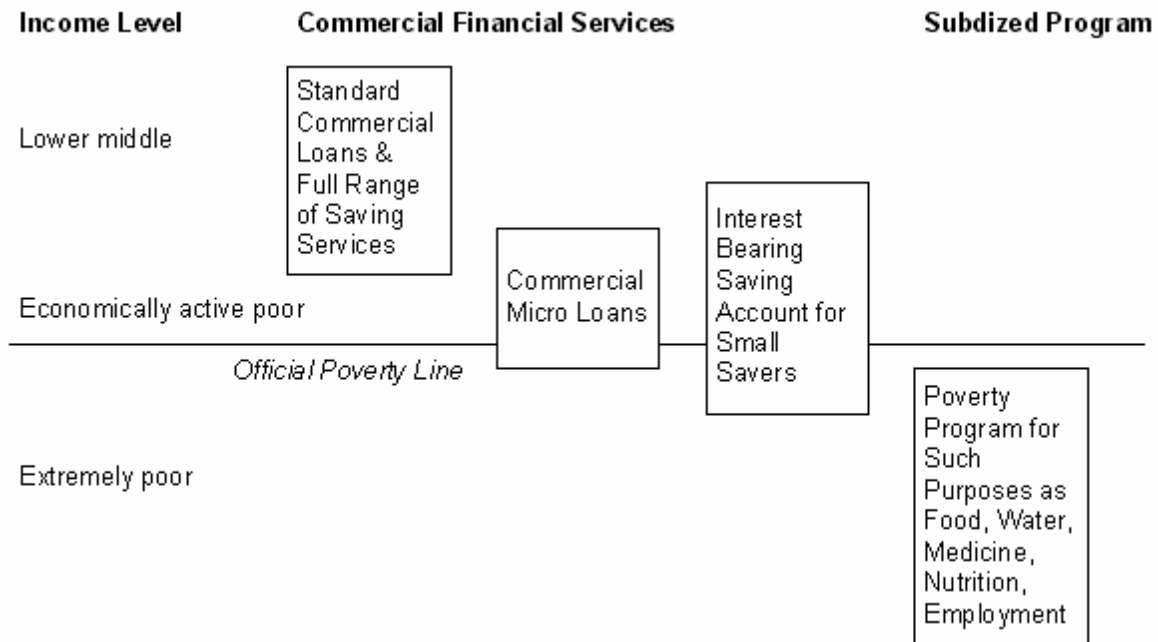 Income Level
Commercial Financial Services
Subdized Program
Lower middle
Standard
Commercial
Loans &
Full Range
of Saving
Services
Commercial
Micro Loans
Interest
Bearing
Saving
Account for
Small
Savers
Economically active poor
Official Poverty Line
Extremely poor
Poverty
Program for
Such
Purposes as
Food, Water,
Medicine,
Nutrition,
Employment